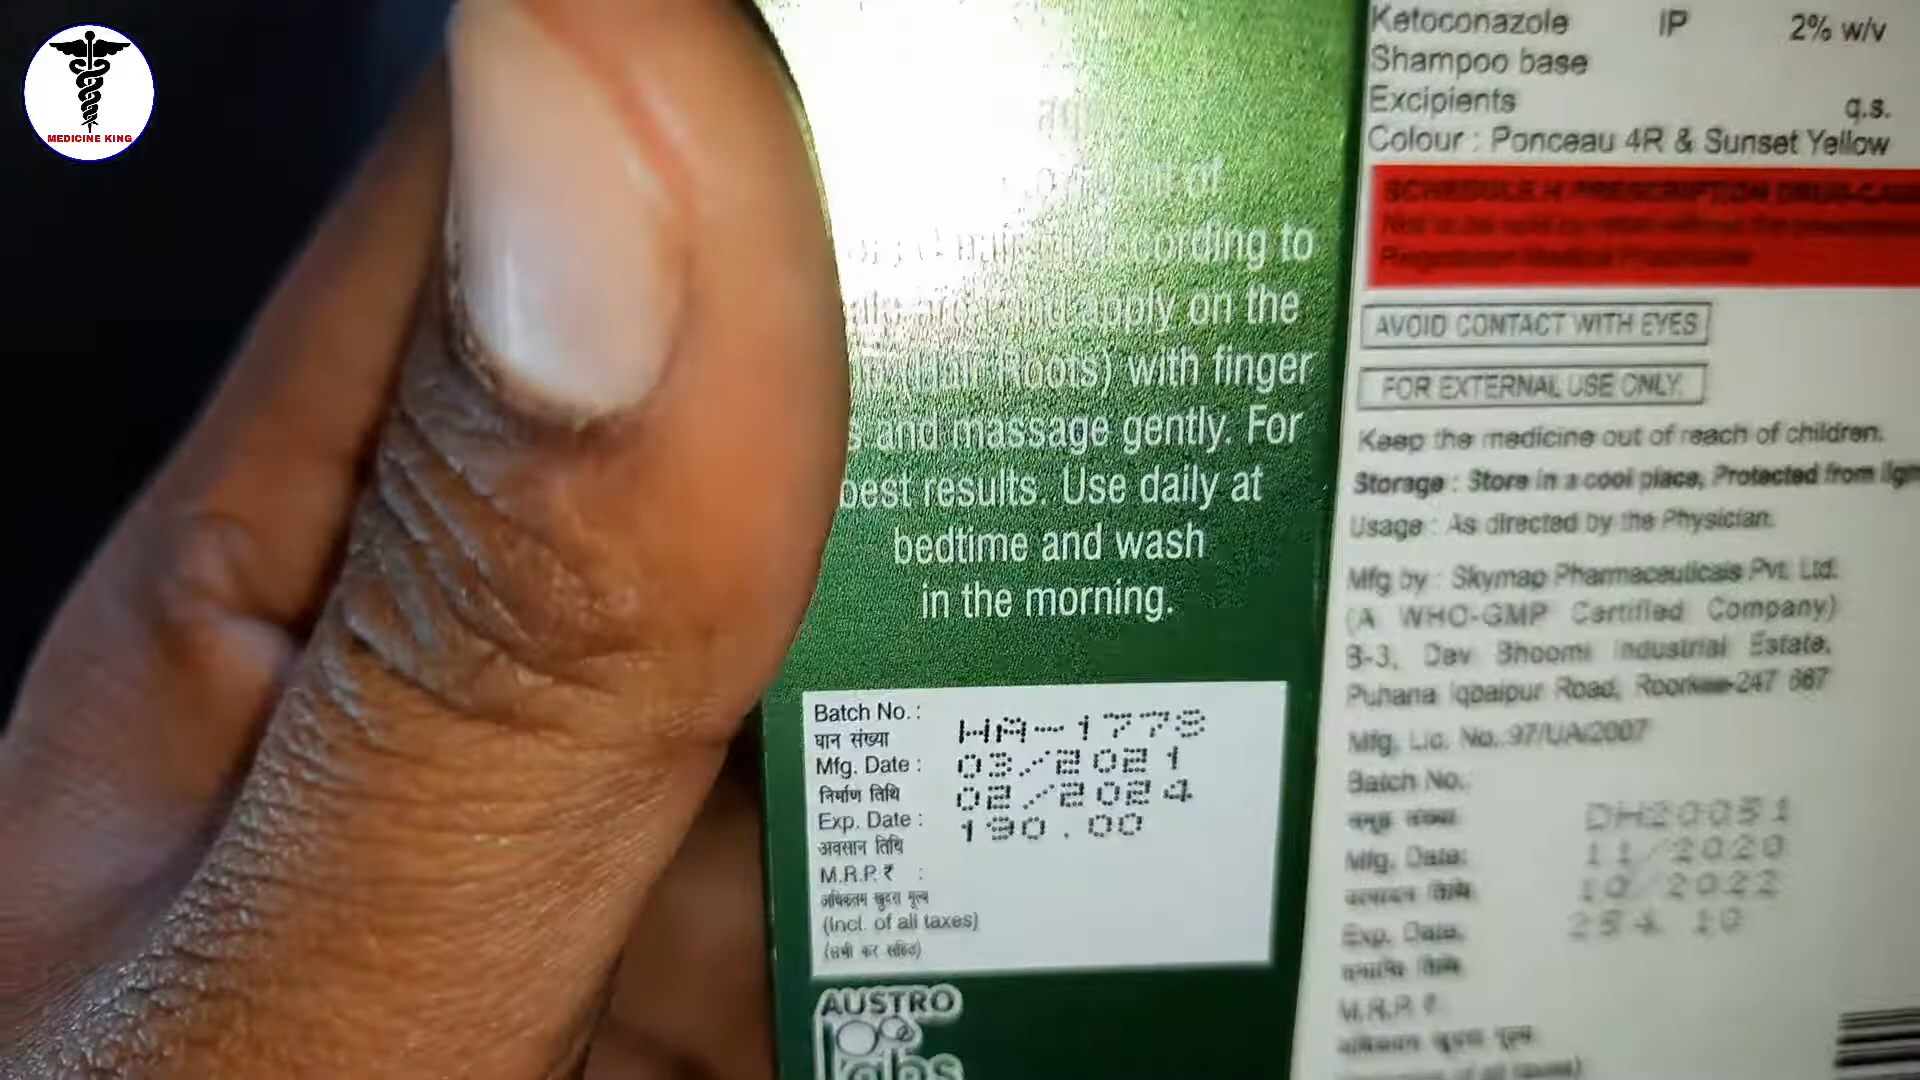 MEDICINE KING
of
according to
and apply on the
(Hair Roots) with finger
and massage gently. For
best results. Use daily at
bedtime and wash
in the morning.
Batch No. : HA-1778
घान संख्या
Mfg. Date : 03/2021
निर्माण तिथि 02/2024
Exp. Date : 190.00
अवसान तिथि
M.R.P. ₹ :
अधिकतम खुदरा मूल्य
(Incl. of all taxes)
(सभी कर सहित)
AUSTRO
labs
Ketoconazole IP 2% w/v
Shampoo base
Excipients q.s.
Colour : Ponceau 4R & Sunset Yellow
SCHEDULE H PRESCRIPTION DRUG-
Registered Medical Practitioner
AVOID CONTACT WITH EYES
FOR EXTERNAL USE ONLY.
Keep the medicine out of reach of children.
Storage : Store in a cool place, Protected from
Usage : As directed by the Physician.
Mfg by : Skymap Pharmaceuticals Pvt. Ltd.
(A WHO-GMP Certified Company)
B-3, Dev Bhoomi Industrial Estate,
Puhana Iqbalpur Road, Roorkee-247 667
Mfg. Lic. No.:97/UA/2007
Batch No.:
DH20051
Mfg. Date: 11/2020
10/2022
Exp. Date. 254.10
M.R.P. ₹